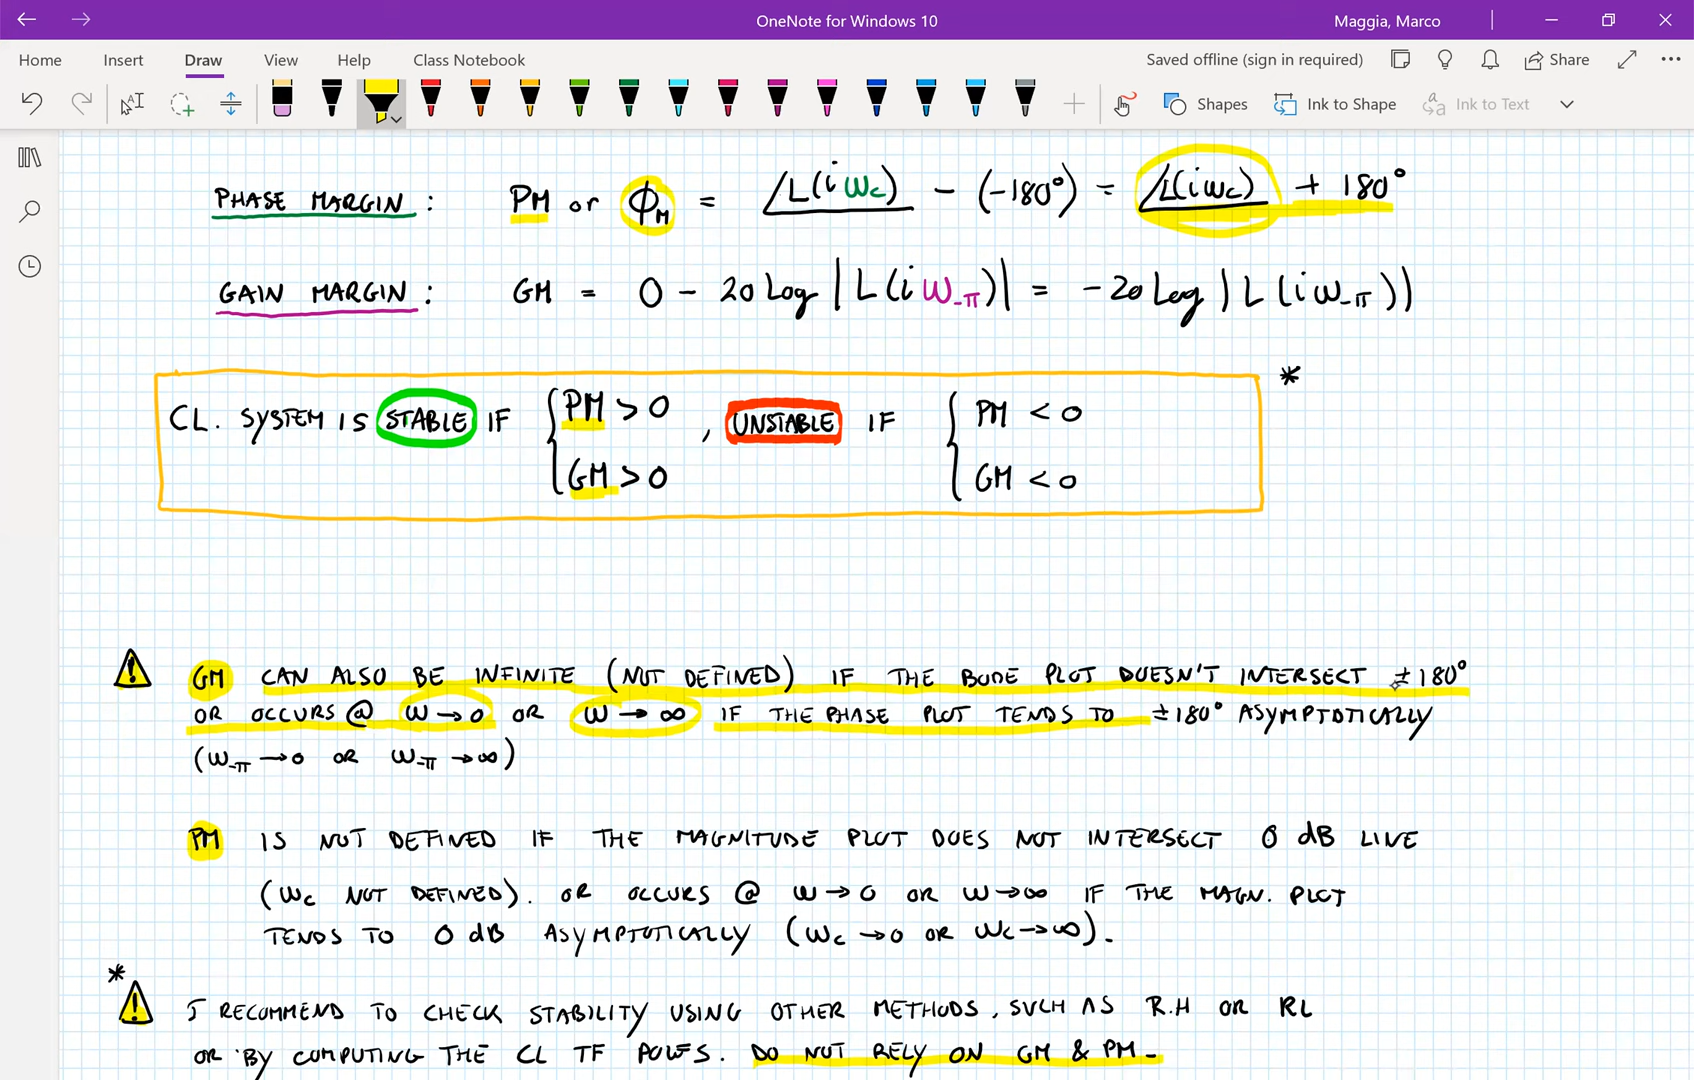 OneNote for Windows 10
Maggia, Marco
Home Insert Draw View Help Class Notebook
Saved offline (sign in required) Share
Shapes Ink to Shape Ink to Text
PHASE MARGIN : PM or ϕM = ∠L(iωc) - (-180°) = ∠L(iωc) + 180°
GAIN MARGIN : GM = 0 - 20 Log |L(iω-π)| = -20 Log |L(iω-π)|
CL. SYSTEM IS STABLE IF { PM > 0 , UNSTABLE IF { PM < 0 *
GM > 0 GM < 0
GM CAN ALSO BE INFINITE (NOT DEFINED) IF THE BODE PLOT DOESN'T INTERSECT ±180°
OR OCCURS @ ω→0 OR ω→∞ IF THE PHASE PLOT TENDS TO ±180° ASYMPTOTICALLY
(ω-π→0 OR ω-π→∞)
PM IS NOT DEFINED IF THE MAGNITUDE PLOT DOES NOT INTERSECT 0 dB LINE
(ωc NOT DEFINED). OR OCCURS @ ω→0 OR ω→∞ IF THE MAGN. PLOT
TENDS TO 0 dB ASYMPTOTICALLY (ωc→0 OR ωc→∞).
*
! I RECOMMEND TO CHECK STABILITY USING OTHER METHODS, SUCH AS R.H OR RL
OR BY COMPUTING THE CL TF POLES. DO NOT RELY ON GM & PM.